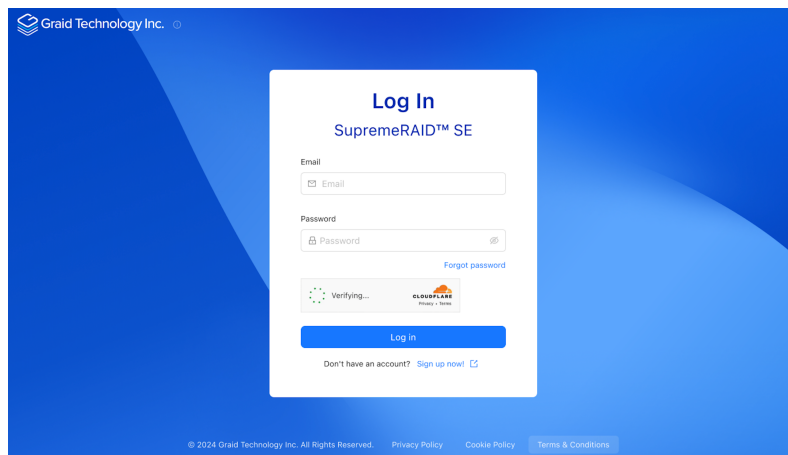 Graid Technology Inc.
Log In
SupremeRAID™ SE
Email
Email
Password
Password
Forgot password
Verifying...
CLOUDFLARE
Privacy • Terms
Log in
Don't have an account? Sign up now!
© 2024 Graid Technology Inc. All Rights Reserved. Privacy Policy Cookie Policy Terms & Conditions